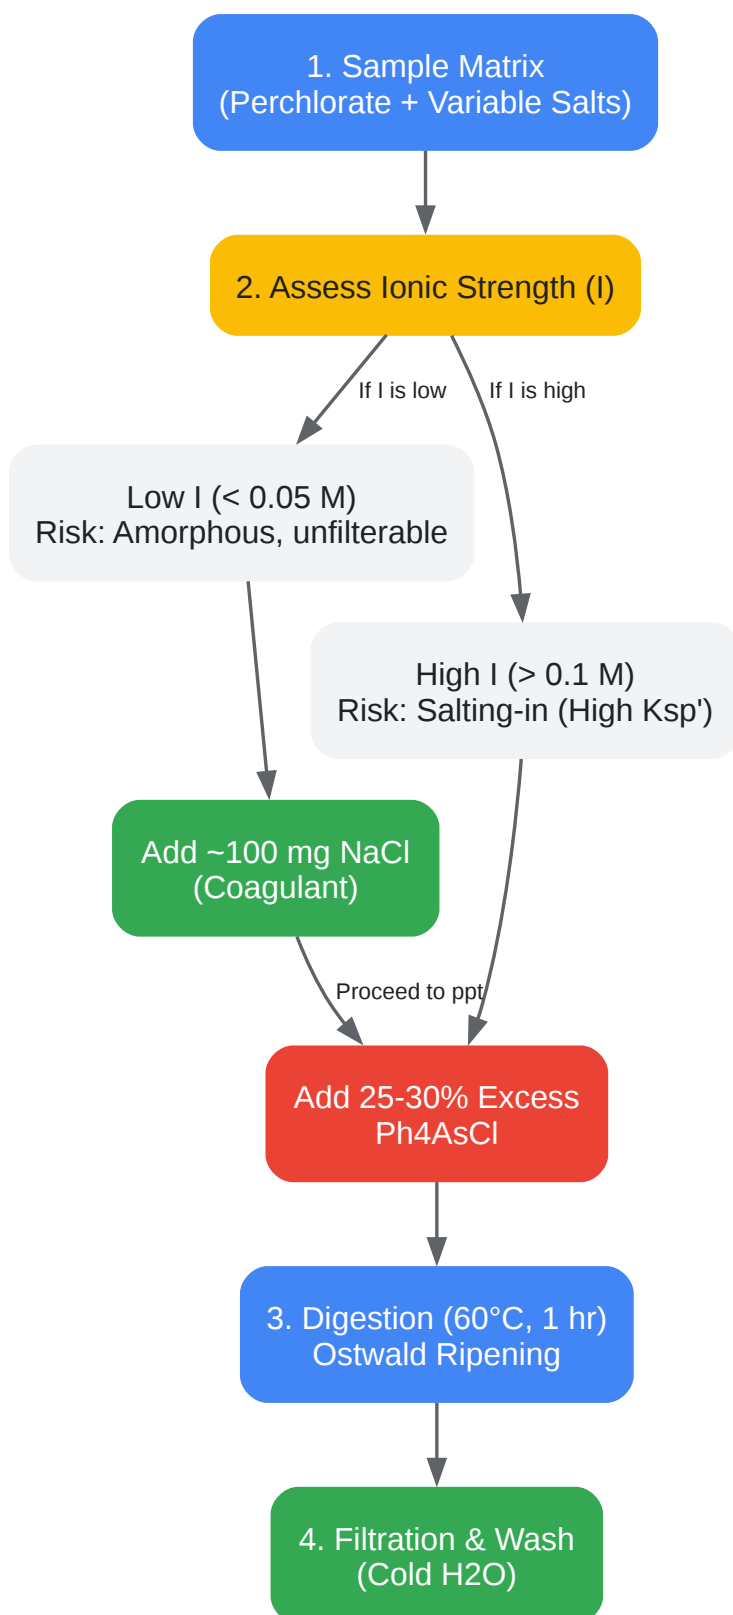 1. Sample Matrix
(Perchlorate + Variable Salts)
2. Assess Ionic Strength (I)
If I is low
If I is high
Low I (< 0.05 M)
Risk: Amorphous, unfilterable
High I (> 0.1 M)
Risk: Salting-in (High Ksp')
Add ~100 mg NaCl
(Coagulant)
Proceed to ppt
Add 25-30% Excess
Ph4AsCl
3. Digestion (60°C, 1 hr)
Ostwald Ripening
4. Filtration & Wash
(Cold H2O)